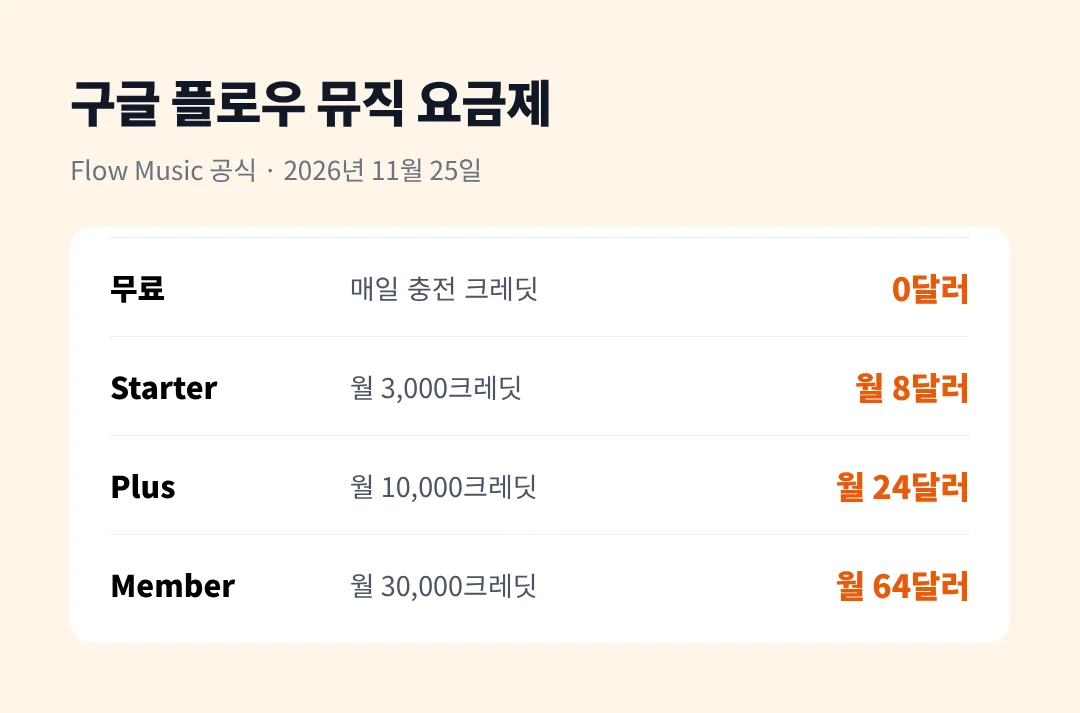 구글 플로우 뮤직 요금제
Flow Music 공식 · 2026년 11월 25일
무료 매일 충전 크레딧 0달러
Starter 월 3,000크레딧 월 8달러
Plus 월 10,000크레딧 월 24달러
Member 월 30,000크레딧 월 64달러